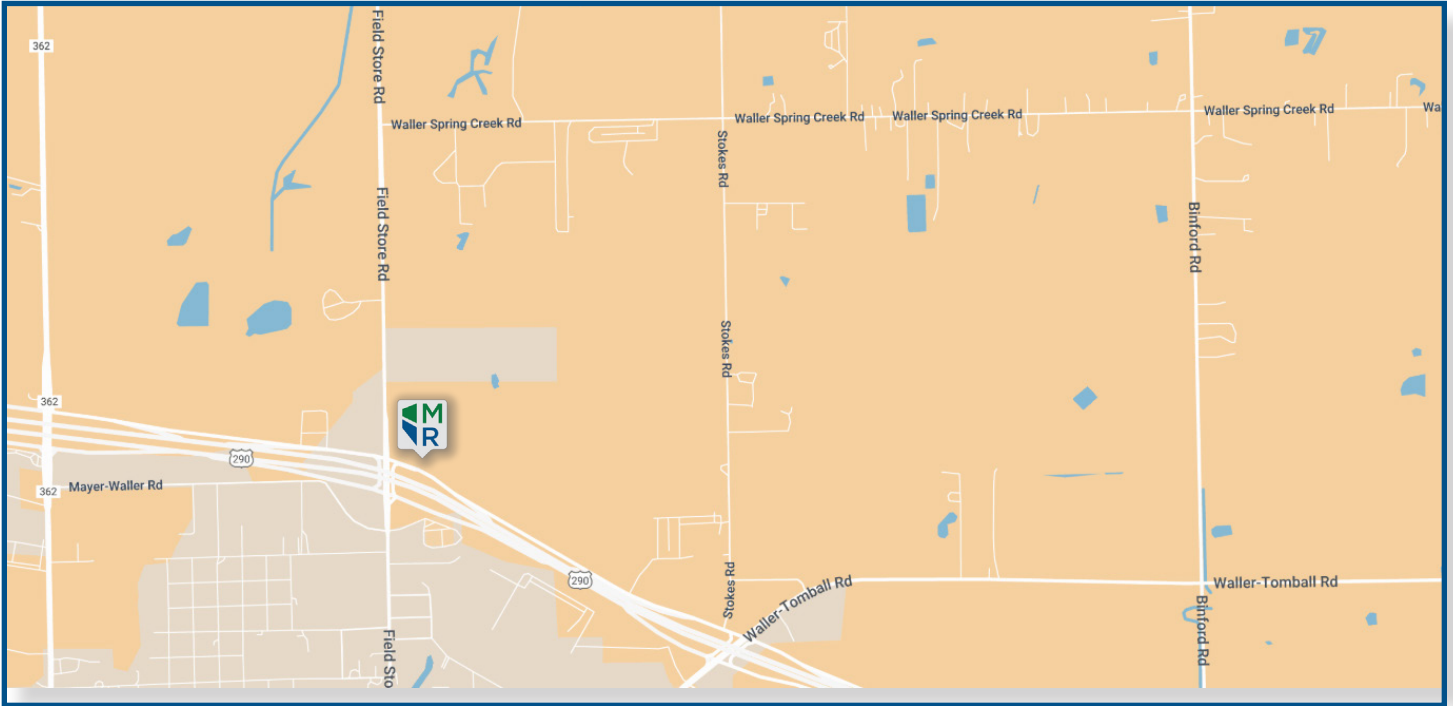 362
Field Store Rd
Waller Spring Creek Rd
Waller Spring Creek Rd
Waller Spring Creek Rd
Waller Spring Creek Rd
Wa
Stokes Rd
Field Store Rd
Binford Rd
Stokes Rd
362
M
R
290
362
Mayer-Waller Rd
290
Stokes Rd
Waller-Tomball Rd
Waller-Tomball Rd
Binford Rd
Field Sto